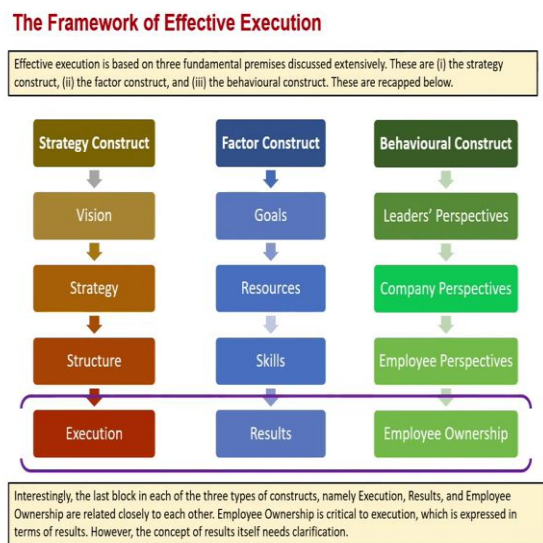 The Framework of Effective Execution
Effective execution is based on three fundamental premises discussed extensively. These are (i) the strategy
construct, (ii) the factor construct, and (iii) the behavioural construct. These are recapped below.
Strategy Construct
Vision
Strategy
Structure
Execution
Factor Construct
Goals
Resources
Skills
Results
Behavioural Construct
Leaders' Perspectives
Company Perspectives
Employee Perspectives
Employee Ownership
Interestingly, the last block in each of the three types of constructs, namely Execution, Results, and Employee
Ownership are related closely to each other. Employee Ownership is critical to execution, which is expressed in
terms of results. However, the concept of results itself needs clarification.